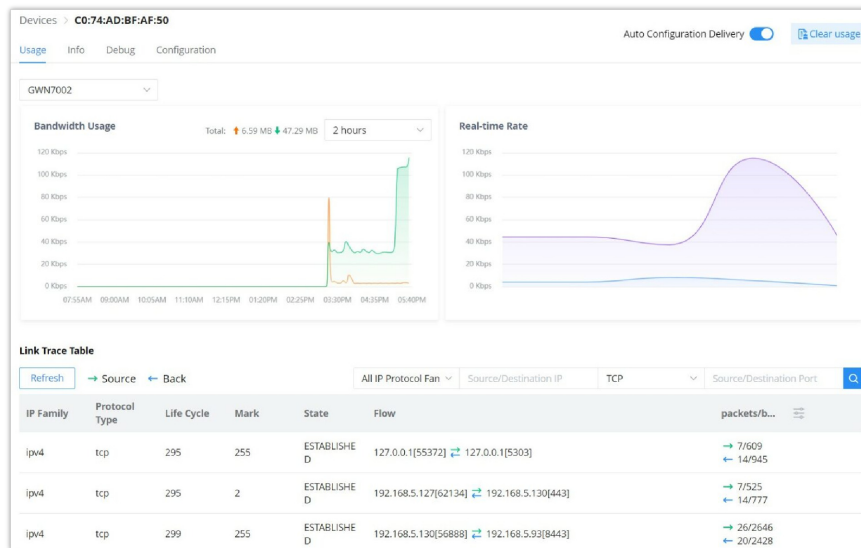 Devices > C0:74:AD:BF:AF:50
Auto Configuration Delivery
Clear usage
Usage Info Debug Configuration
GWN7002
Bandwidth Usage
Total: 6.59 MB 47.29 MB
2 hours
120 Kbps
100 Kbps
80 Kbps
60 Kbps
40 Kbps
20 Kbps
0 Kbps
07:55AM 09:00AM 10:05AM 11:10AM 12:15PM 01:20PM 02:25PM 03:30PM 04:35PM 05:40PM
Real-time Rate
120 Kbps
100 Kbps
80 Kbps
60 Kbps
40 Kbps
20 Kbps
0 Kbps
Link Trace Table
Refresh → Source ← Back
All IP Protocol Fan Source/Destination IP TCP Source/Destination Port
IP Family Protocol Type Life Cycle Mark State Flow packets/b...
ipv4 tcp 295 255 ESTABLISHE
D 127.0.0.1[55372] ⇄ 127.0.0.1[5303] → 7/609
← 14/945
ipv4 tcp 295 2 ESTABLISHE
D 192.168.5.127[62134] ⇄ 192.168.5.130[443] → 7/525
← 14/777
ipv4 tcp 299 255 ESTABLISHE
D 192.168.5.130[56888] ⇄ 192.168.5.93[8443] → 26/2646
← 20/2428